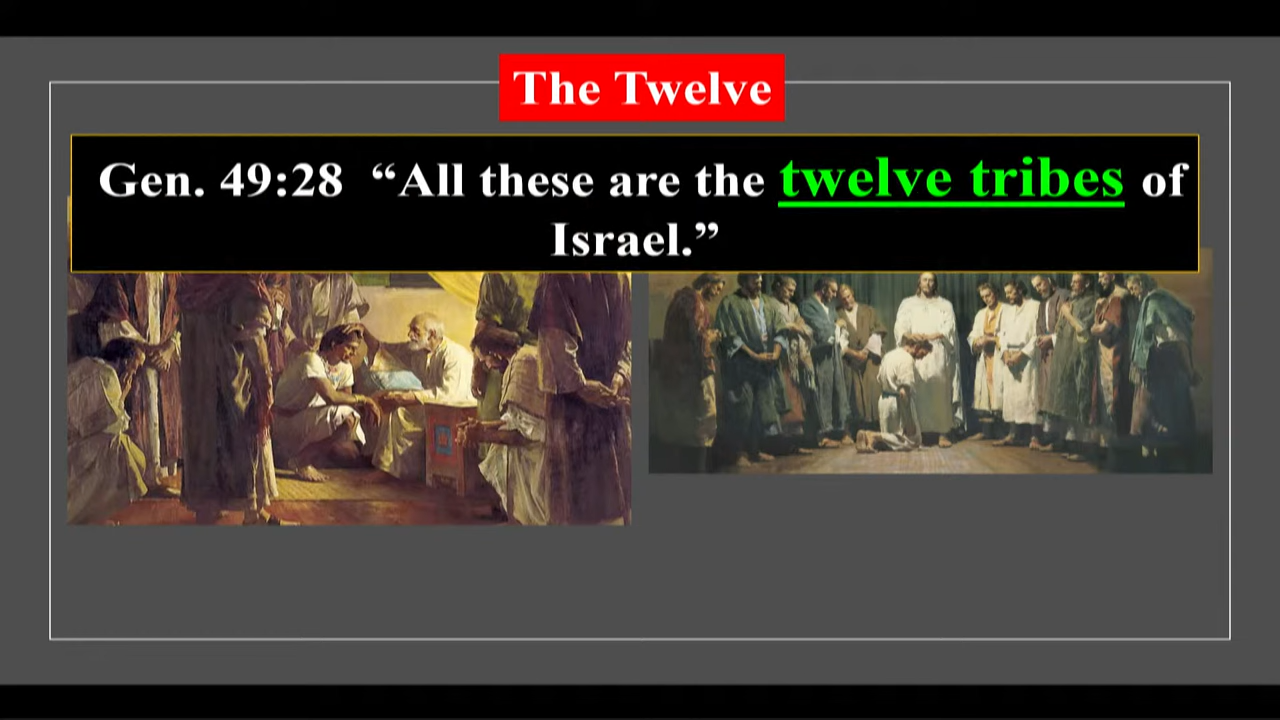 The Twelve
Gen. 49:28 “All these are the twelve tribes of
Israel.”